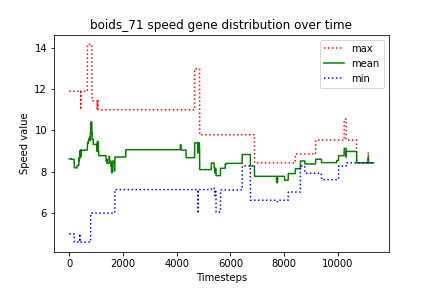 boids_71 speed gene distribution over time
max
mean
min
Speed value
14
12
10
8
6
0 2000 4000 6000 8000 10000
Timesteps